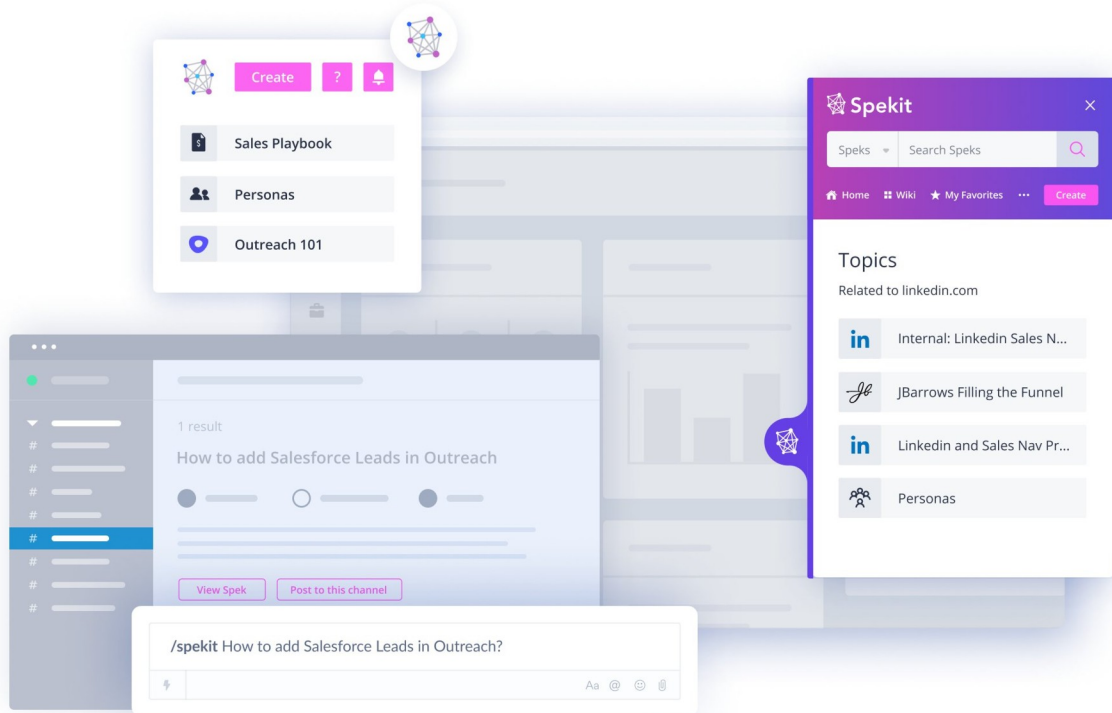 Create
?
Sales Playbook
Personas
Outreach 101
1 result
How to add Salesforce Leads in Outreach
View Spek
Post to this channel
/spekit How to add Salesforce Leads in Outreach?
Aa @
Spekit
Speks
Search Speks
Home
Wiki
My Favorites
...
Create
Topics
Related to linkedin.com
in Internal: Linkedin Sales N...
JB JBarrows Filling the Funnel
in Linkedin and Sales Nav Pr...
Personas
#
#
#
#
#
#
#
#